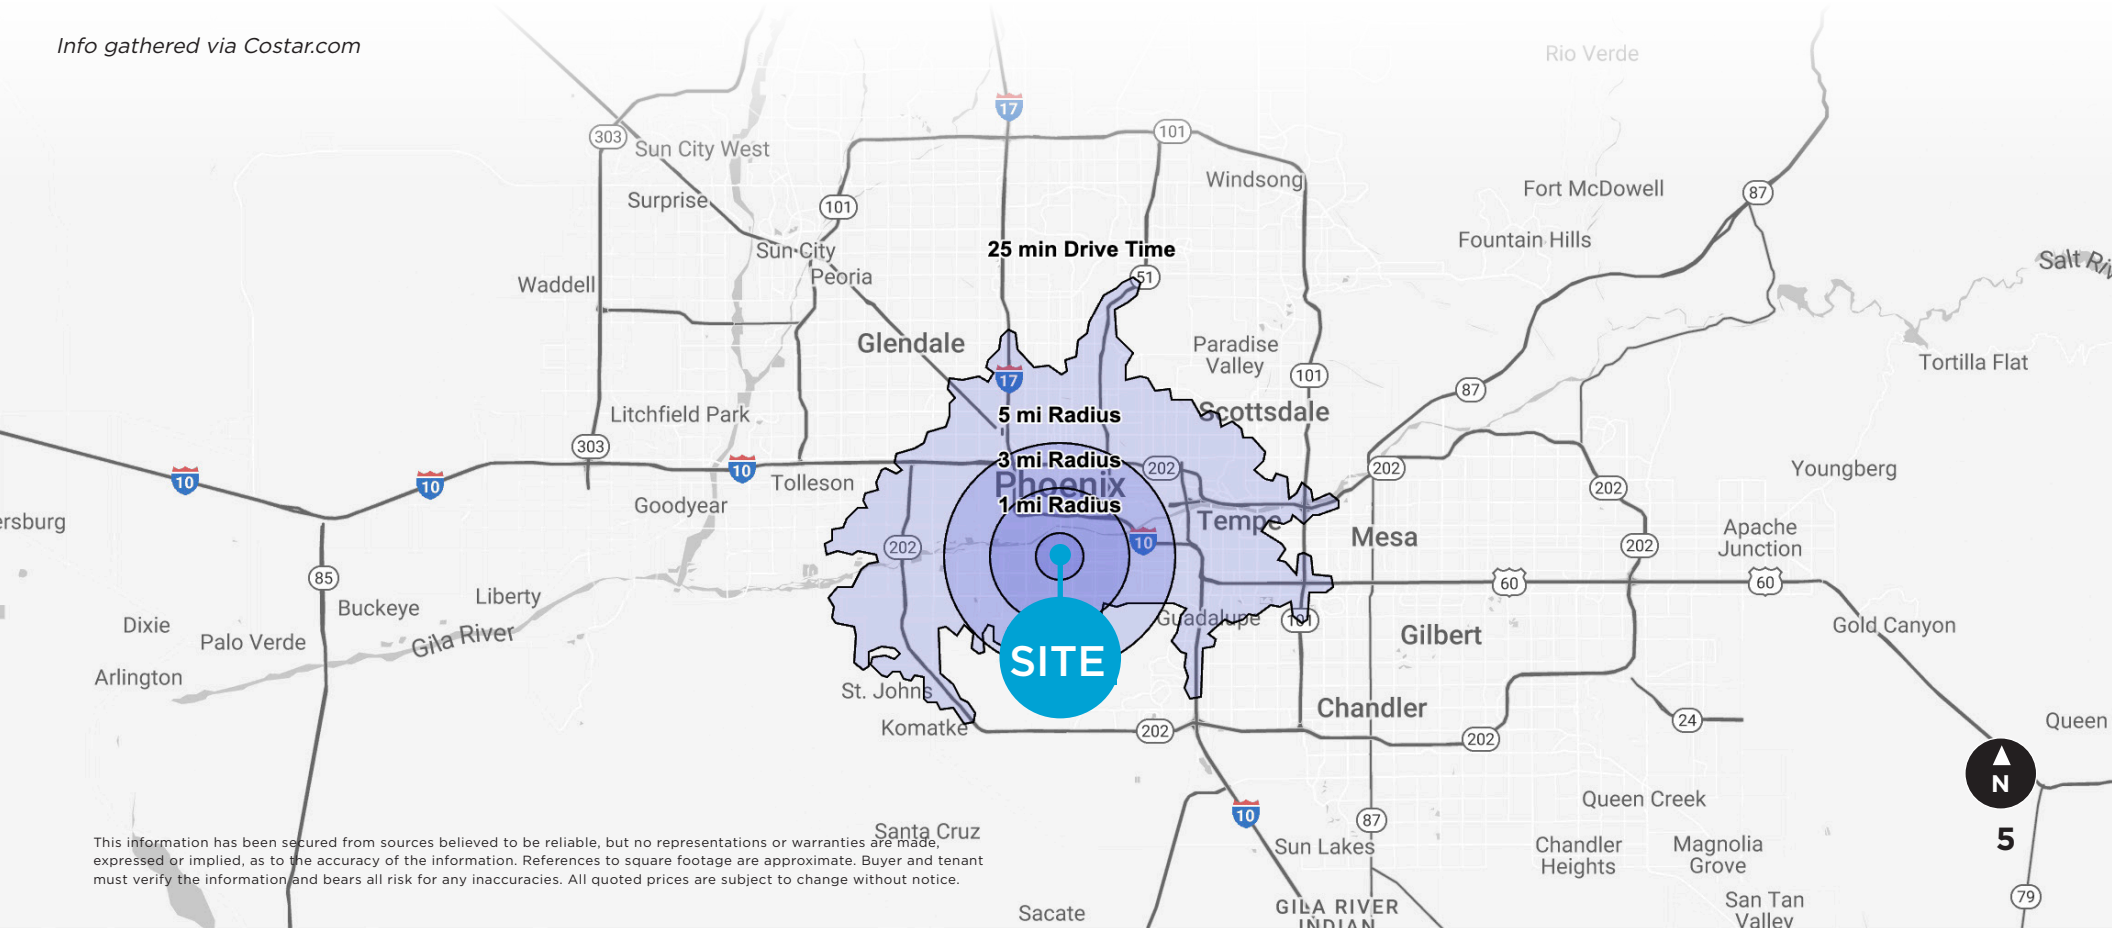 Info gathered via Costar.com
Rio Verde
17
303
101
Sun City West
Windsong
Fort McDowell
87
Surprise
101
25 min Drive Time
Fountain Hills
Sun City
Peoria
51
Salt Riv
Waddell
Glendale
Paradise
Valley
Tortilla Flat
17
101
87
Litchfield Park
5 mi Radius
Scottsdale
303
10
10
10
3 mi Radius
202
202
Youngberg
Tolleson
Phoenix
202
Goodyear
1 mi Radius
ersburg
Tempe
Mesa
Apache
Junction
202
10
202
85
60
60
Liberty
Buckeye
Dixie
Palo Verde
Gila River
Guadalupe
101
Gilbert
Gold Canyon
SITE
Arlington
St. Johns
Chandler
Komatke
202
202
24
Queen
N
10
Queen Creek
87
5
Santa Cruz
Sun Lakes
Chandler
Heights
Magnolia
Grove
This information has been secured from sources believed to be reliable, but no representations or warranties are made,
expressed or implied, as to the accuracy of the information. References to square footage are approximate. Buyer and tenant
must verify the information and bears all risk for any inaccuracies. All quoted prices are subject to change without notice.
79
Sacate
GILA RIVER
INDIAN
San Tan
Valley